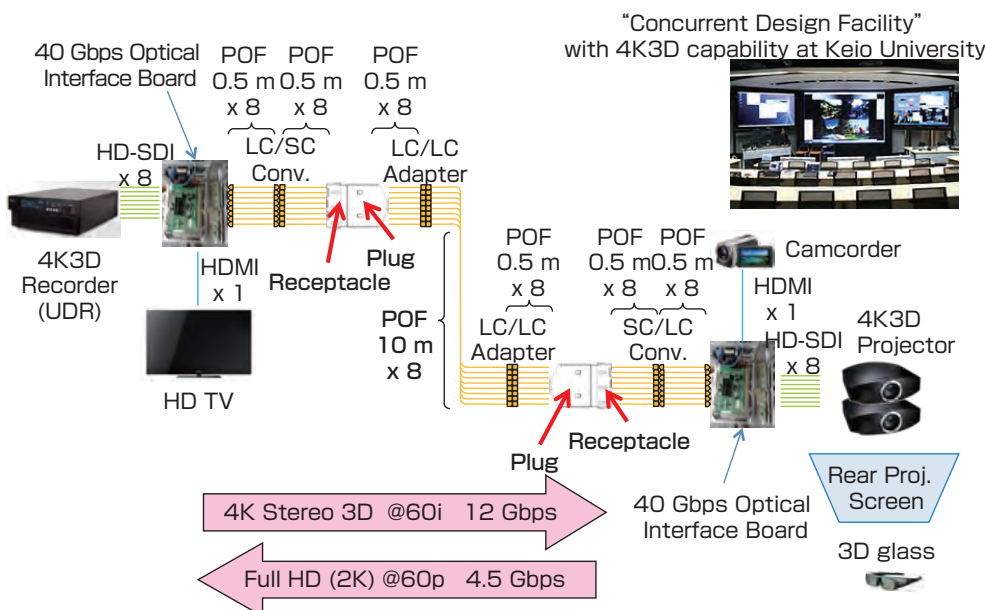 “Concurrent Design Facility”
with 4K3D capability at Keio University
40 Gbps Optical
Interface Board
POF
0.5 m
x 8
POF
0.5 m
x 8
POF
0.5 m
x 8
LC/SC
Conv.
LC/LC
Adapter
HD-SDI
x 8
4K3D
Recorder
(UDR)
HDMI
x 1
HD TV
Receptacle
Plug
POF
10 m
x 8
POF
0.5 m
x 8
POF
0.5 m
x 8
POF
0.5 m
x 8
LC/LC
Adapter
SC/LC
Conv.
Camcorder
HDMI
x 1
HD-SDI
x 8
4K3D
Projector
Plug
Receptacle
40 Gbps Optical
Interface Board
Rear Proj.
Screen
3D glass
4K Stereo 3D @60i 12 Gbps
Full HD (2K) @60p 4.5 Gbps